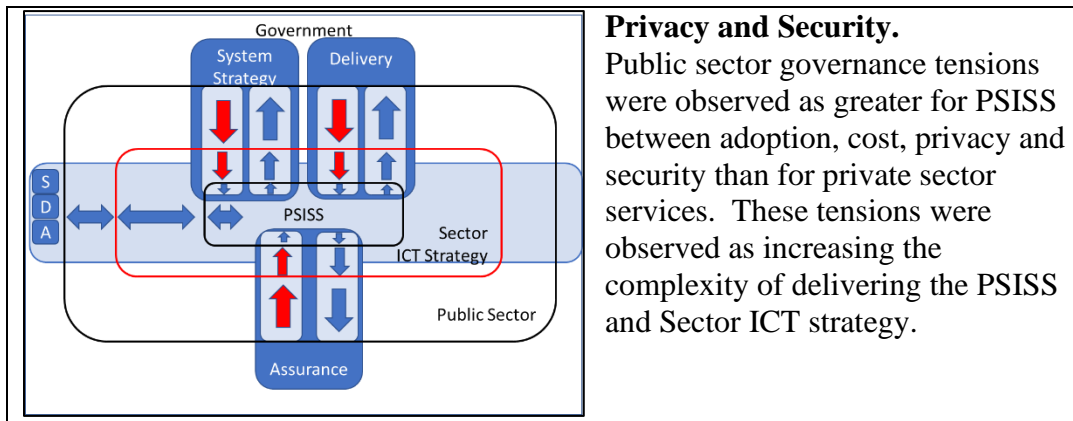 Government
System
Strategy
Delivery
S
D
A
PSISS
Sector
ICT Strategy
Public Sector
Assurance
Privacy and Security.
Public sector governance tensions
were observed as greater for PSISS
between adoption, cost, privacy and
security than for private sector
services.  These tensions were
observed as increasing the
complexity of delivering the PSISS
and Sector ICT strategy.